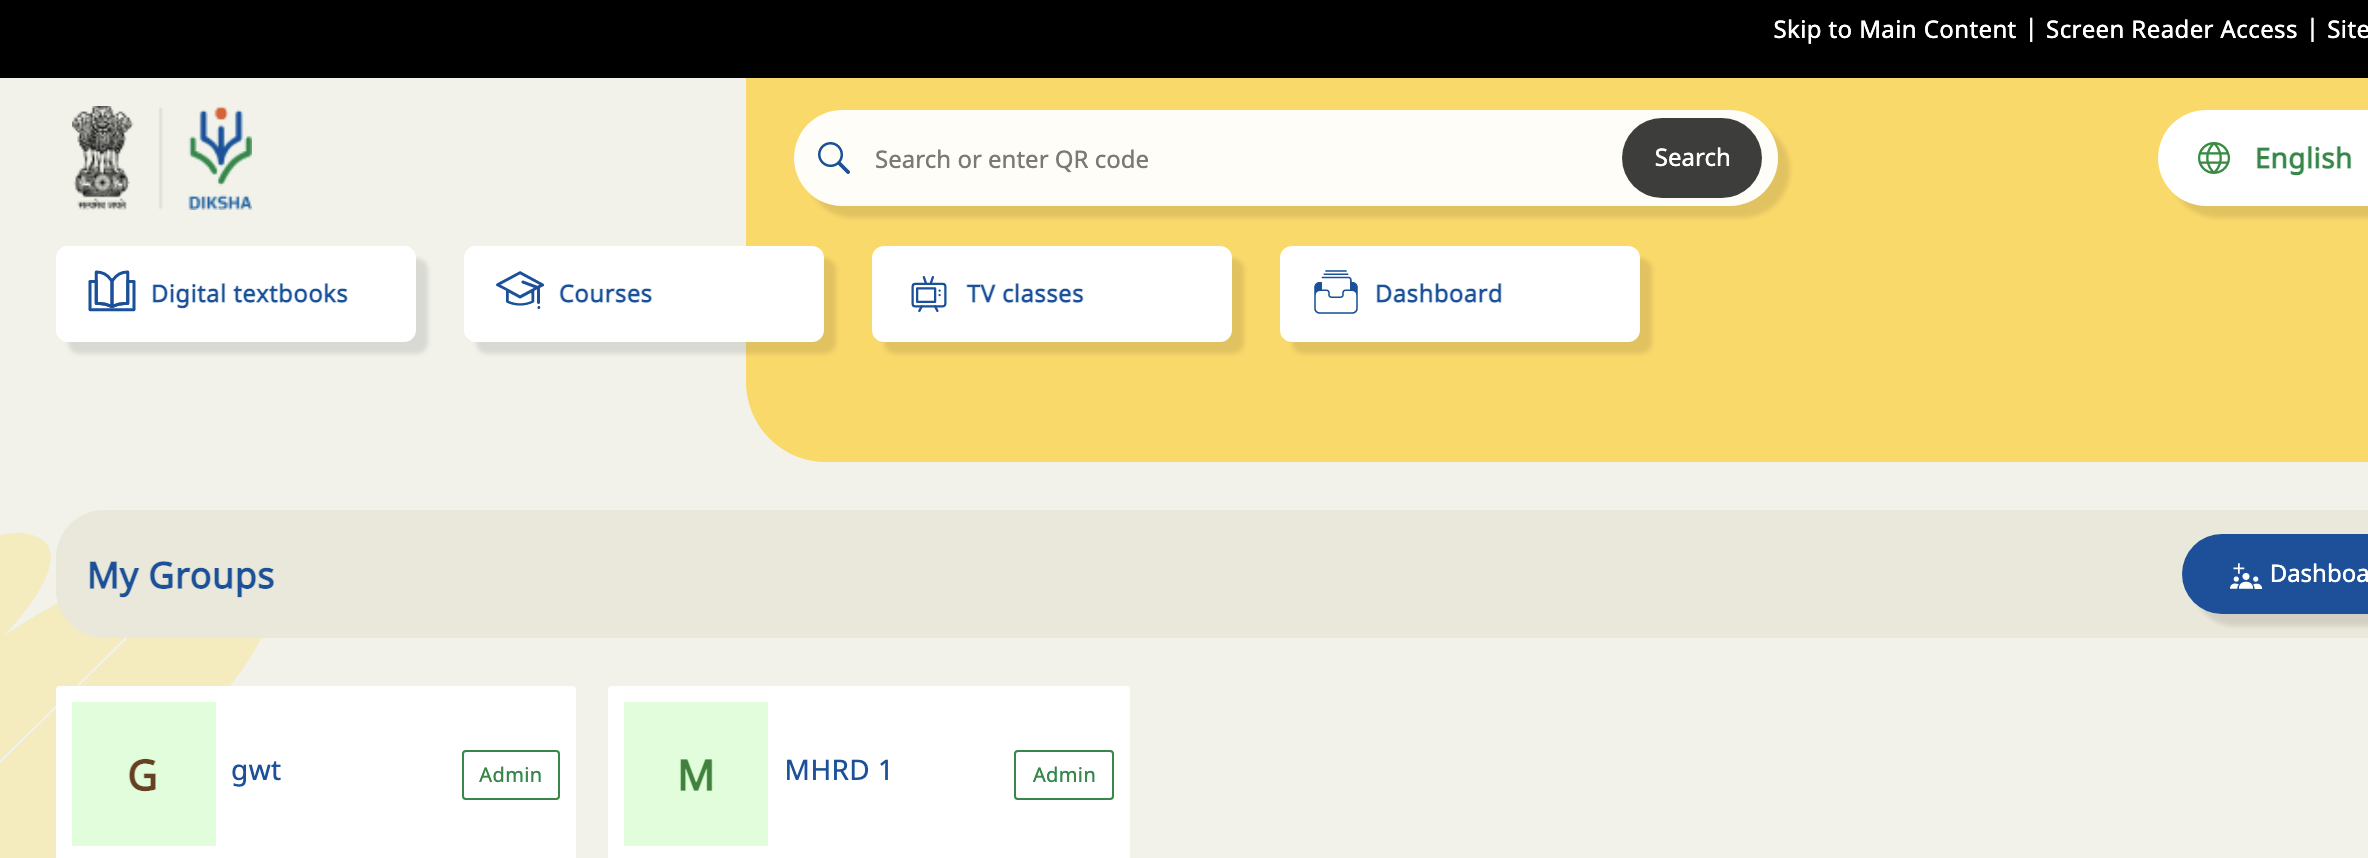 Skip to Main Content | Screen Reader Access | Site
DIKSHA
Search or enter QR code
Search
English
Digital textbooks
Courses
TV classes
Dashboard
My Groups
Dashboa
G
gwt
Admin
M
MHRD 1
Admin